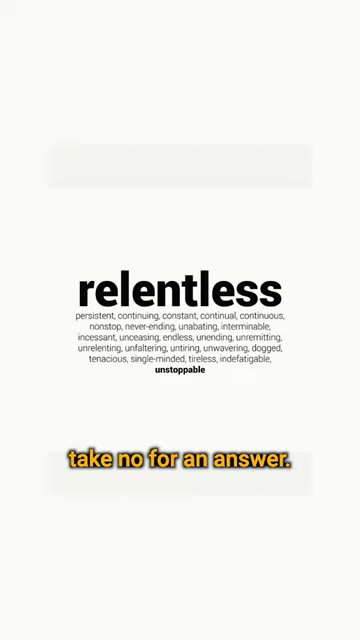 relentless
persistent, continuing, constant, continual, continuous,
nonstop, never-ending, unabating, interminable,
incessant, unceasing, endless, unending, unremitting,
unrelenting, unfaltering, untiring, unwavering, dogged,
tenacious, single-minded, tireless, indefatigable,
unstoppable
take no for an answer.